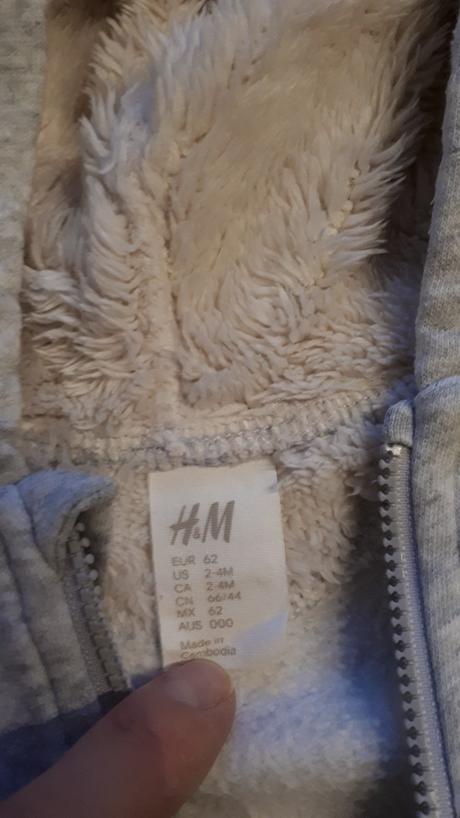 H&M
EUR 62
US 2-4M
CA 2-4M
CN 66/44
MX 62
AUS 000
Made in
Cambodia